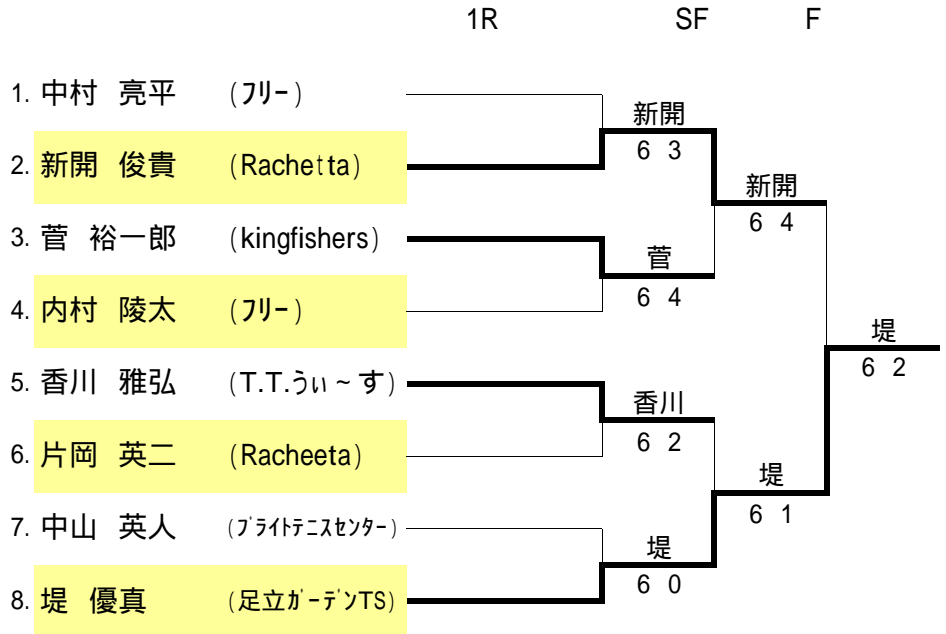 1R SF F
1. 中村 亮平 (フリー)
新開
6 3
2. 新開 俊貴 (Rachetta)
新開
6 4
3. 菅 裕一郎 (kingfishers)
菅
6 4
4. 内村 陵太 (フリー)
堤
6 2
5. 香川 雅弘 (T.T.うぃ~す)
香川
6 2
6. 片岡 英二 (Racheeta)
堤
6 1
7. 中山 英人 (ブライトテニスセンター)
堤
6 0
8. 堤 優真 (足立ガーデンTS)